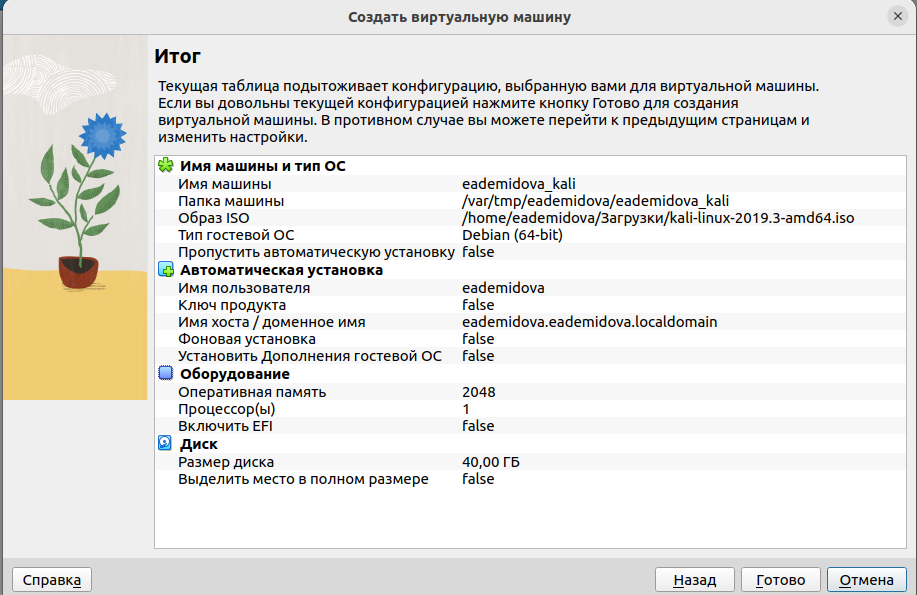 Создать виртуальную машину
Итог
Текущая таблица подытоживает конфигурацию, выбранную вами для виртуальной машины.
Если вы довольны текущей конфигурацией нажмите кнопку Готово для создания
виртуальной машины. В противном случае вы можете перейти к предыдущим страницам и
изменить настройки.
Имя машины и тип ОС
Имя машины eademidova_kali
Папка машины /var/tmp/eademidova/eademidova_kali
Образ ISO /home/eademidova/Загрузки/kali-linux-2019.3-amd64.iso
Тип гостевой ОС Debian (64-bit)
Пропустить автоматическую установку false
Автоматическая установка
Имя пользователя eademidova
Ключ продукта false
Имя хоста / доменное имя eademidova.eademidova.localdomain
Фоновая установка false
Установить Дополнения гостевой ОС false
Оборудование
Оперативная память 2048
Процессор(ы) 1
Включить EFI false
Диск
Размер диска 40,00 ГБ
Выделить место в полном размере false
Справка Назад Готово Отмена